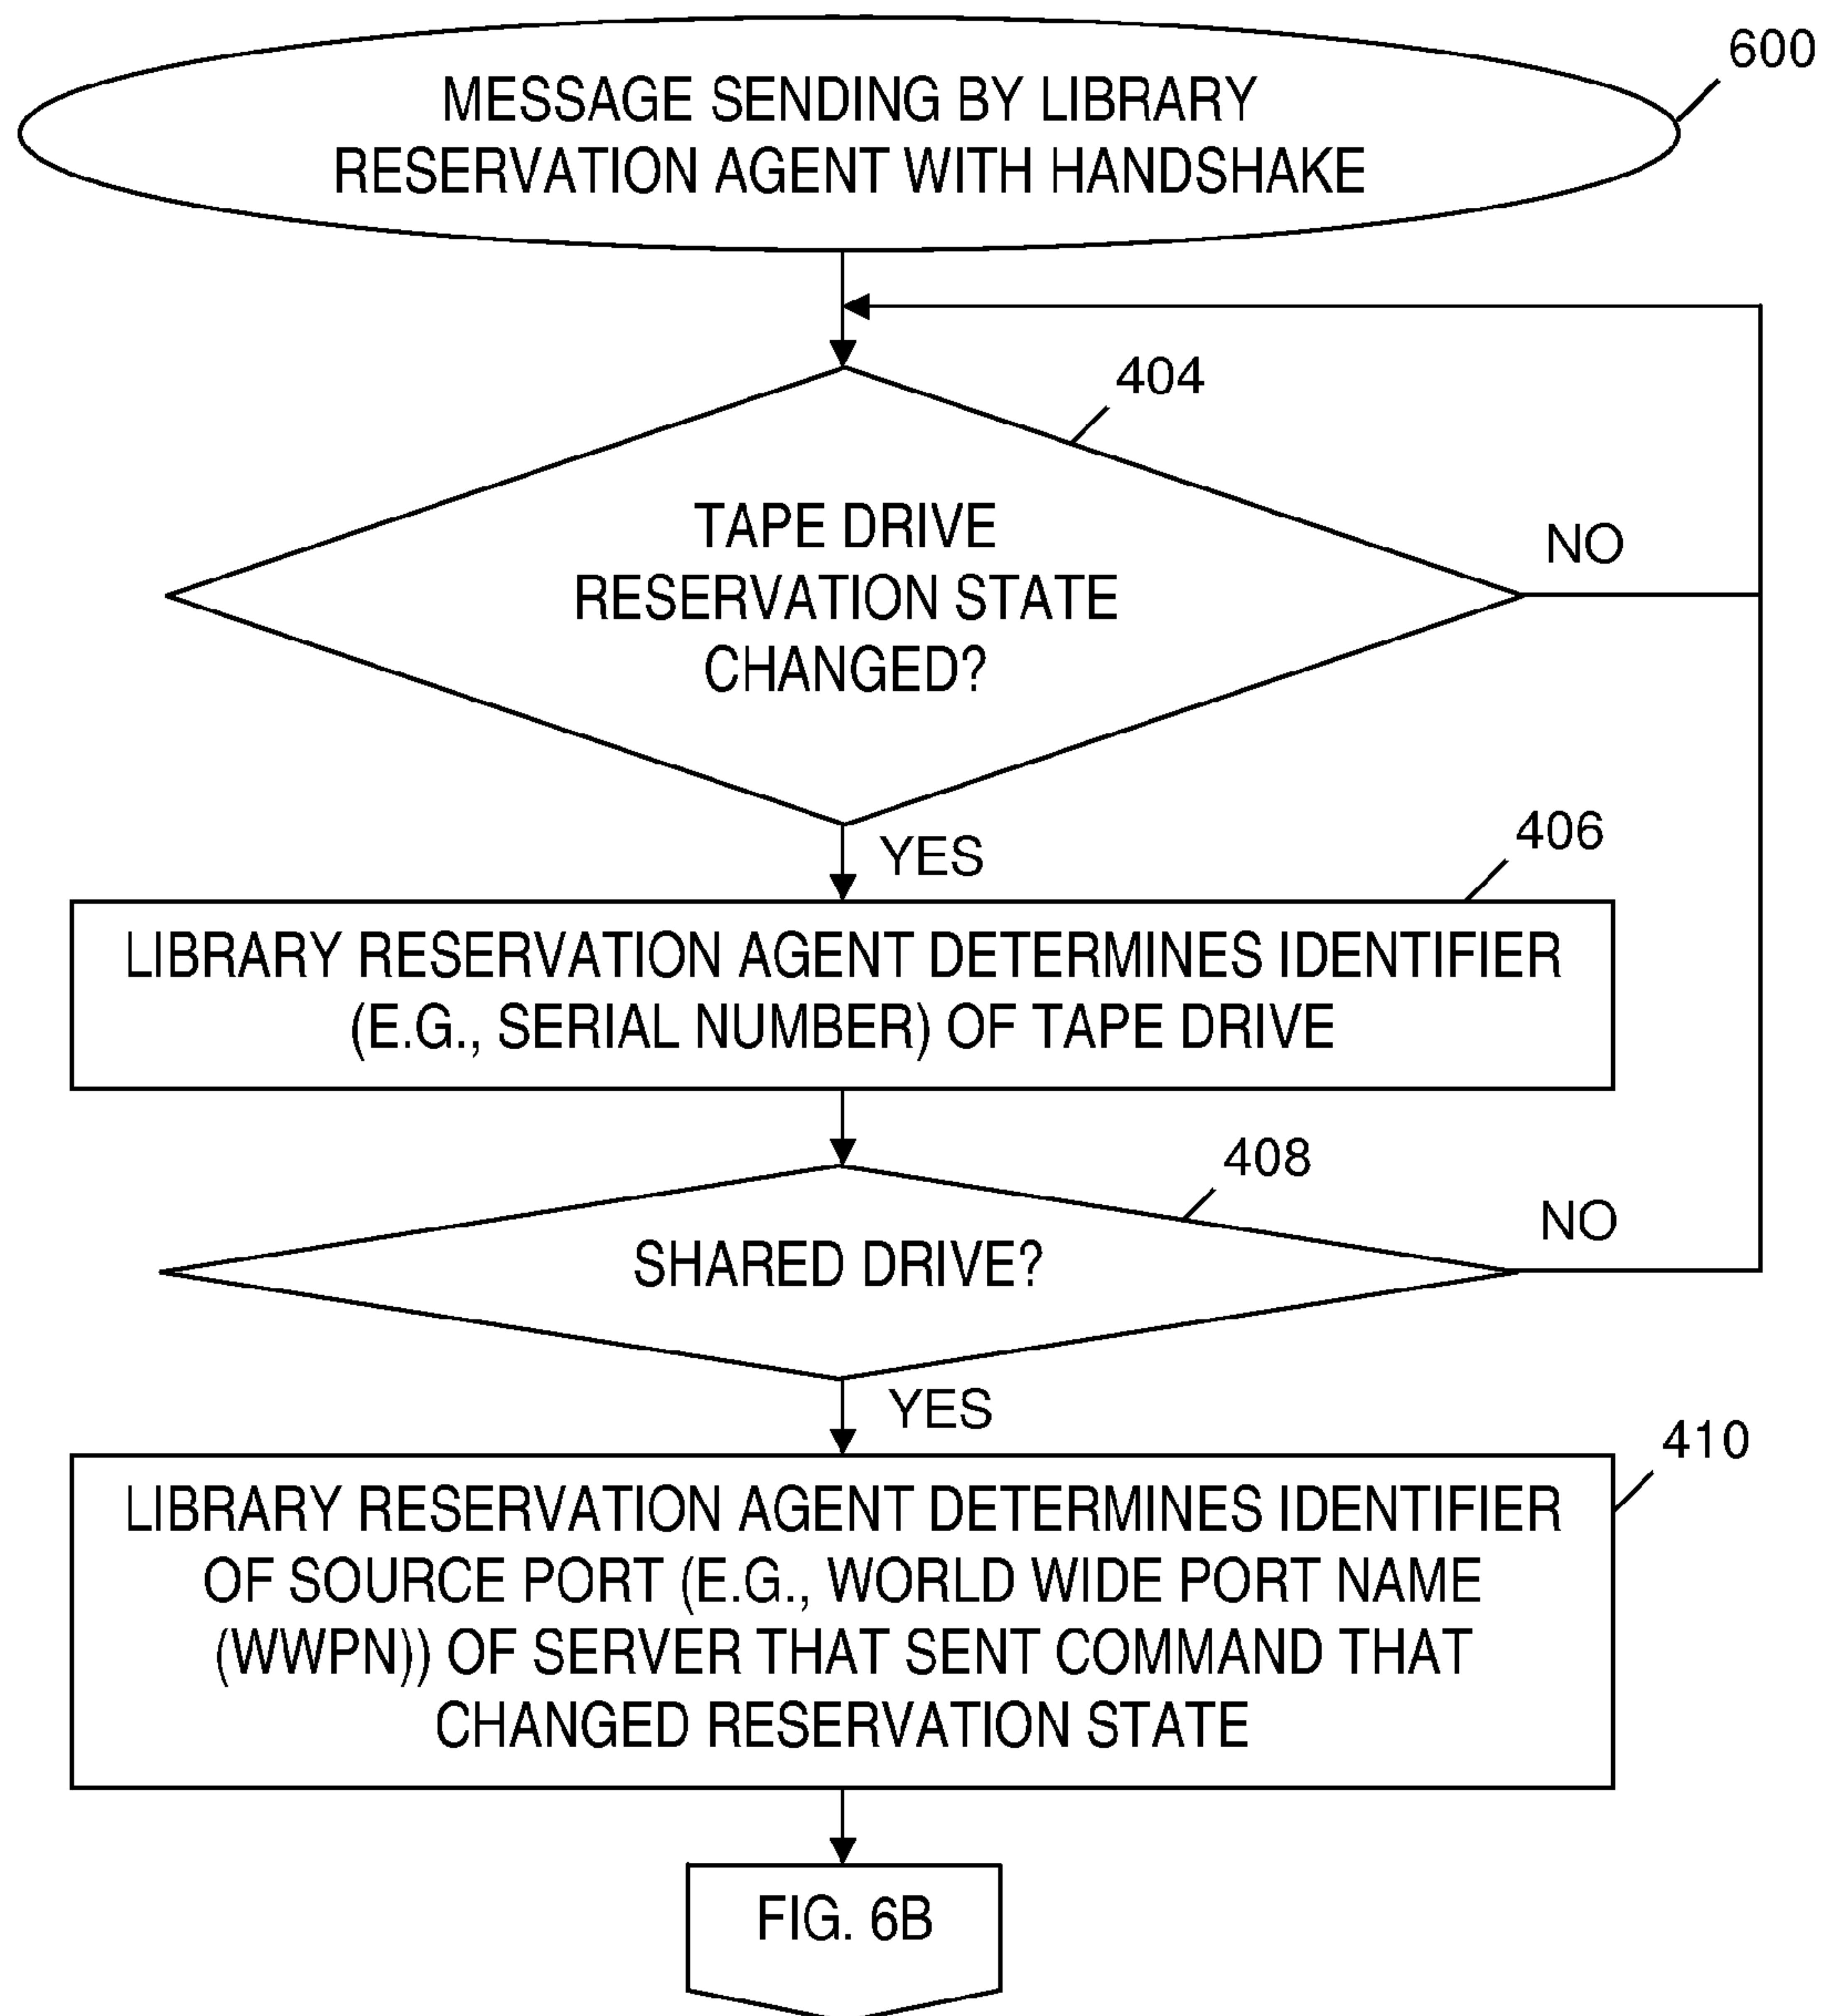 600
MESSAGE SENDING BY LIBRARY
RESERVATION AGENT WITH HANDSHAKE
404
TAPE DRIVE
RESERVATION STATE
CHANGED?
NO
YES
406
LIBRARY RESERVATION AGENT DETERMINES IDENTIFIER
(E.G., SERIAL NUMBER) OF TAPE DRIVE
408
SHARED DRIVE?
NO
YES
410
LIBRARY RESERVATION AGENT DETERMINES IDENTIFIER
OF SOURCE PORT (E.G., WORLD WIDE PORT NAME
(WWPN)) OF SERVER THAT SENT COMMAND THAT
CHANGED RESERVATION STATE
FIG. 6B